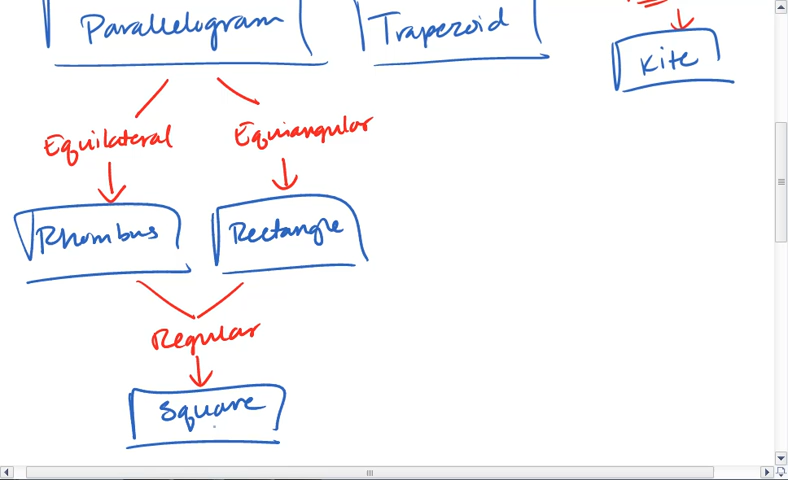 Parallelogram
Trapezoid
Kite
Equilateral
Equiangular
Rhombus
Rectangle
Regular
Square